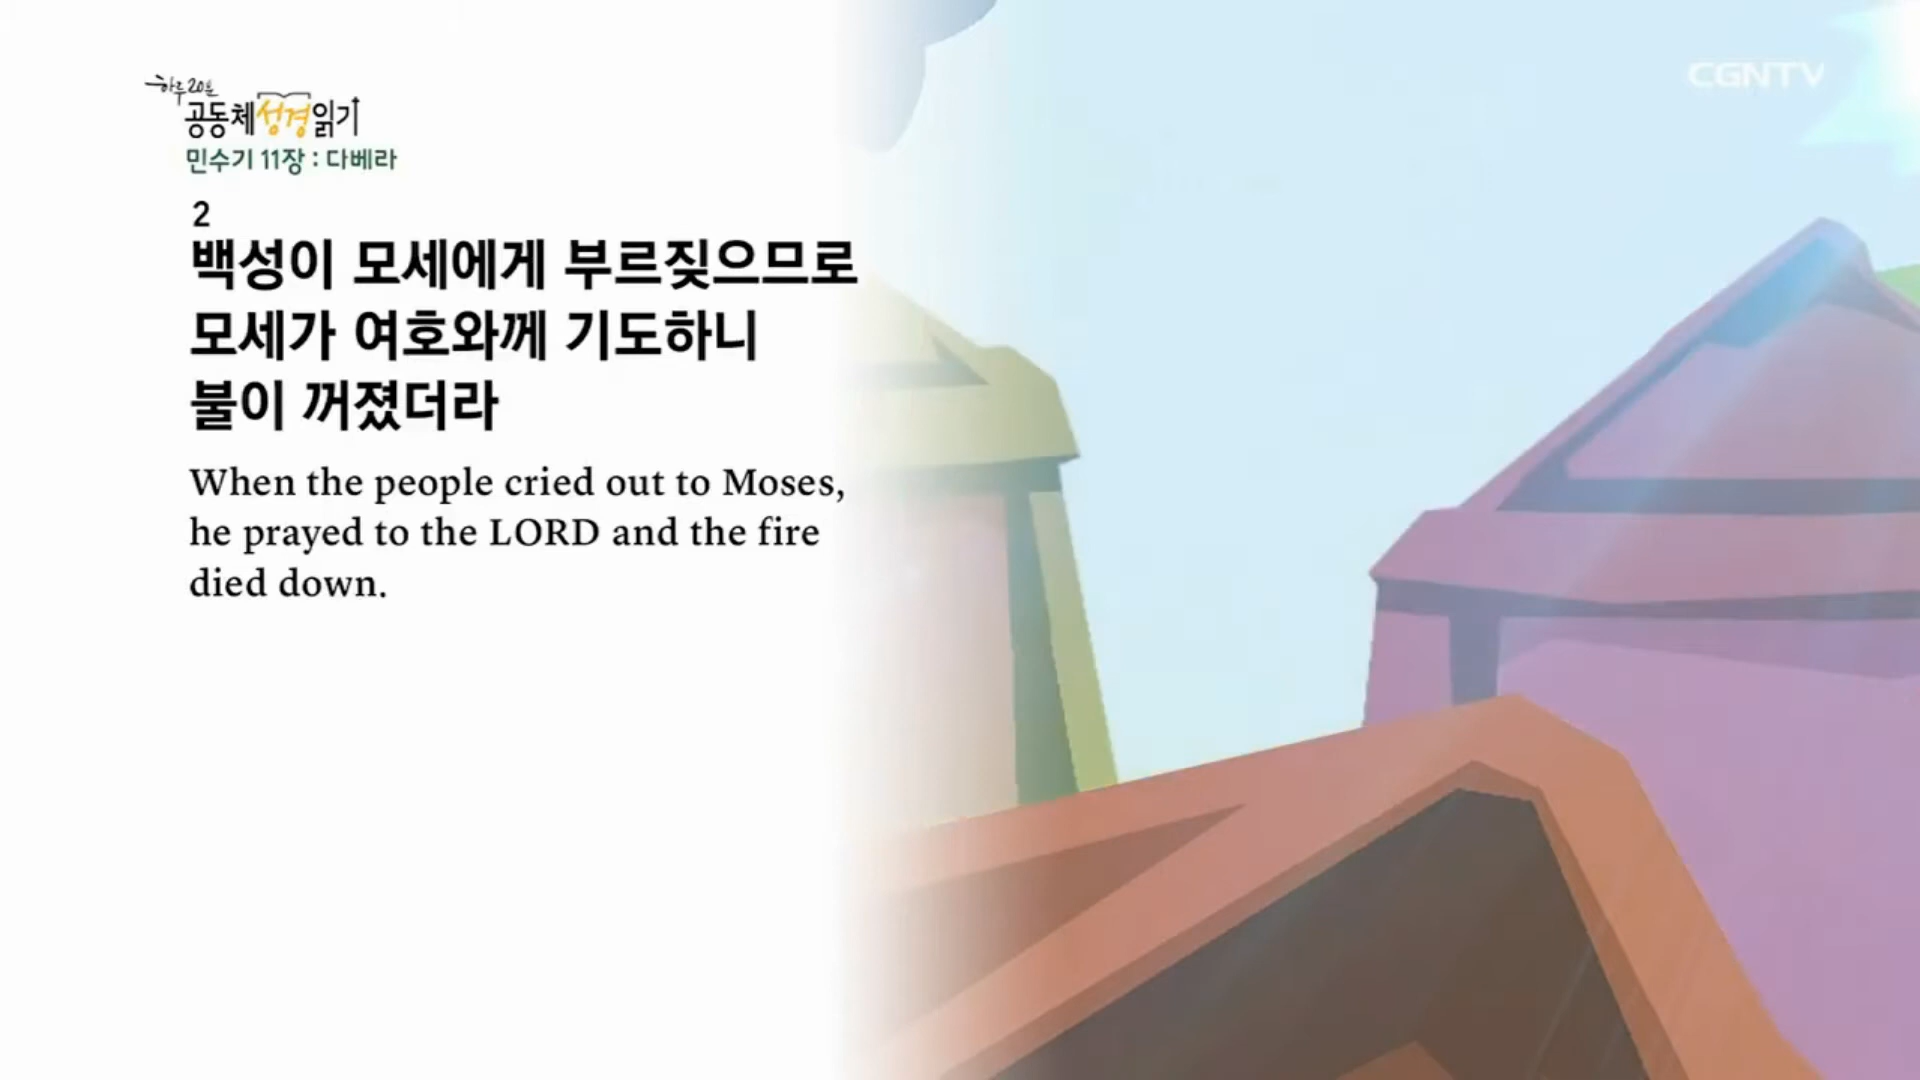 하루 20분
공동체성경읽기
민수기 11장 : 다베라
CGNTV
2
백성이 모세에게 부르짖으므로
모세가 여호와께 기도하니
불이 꺼졌더라
When the people cried out to Moses,
he prayed to the LORD and the fire
died down.